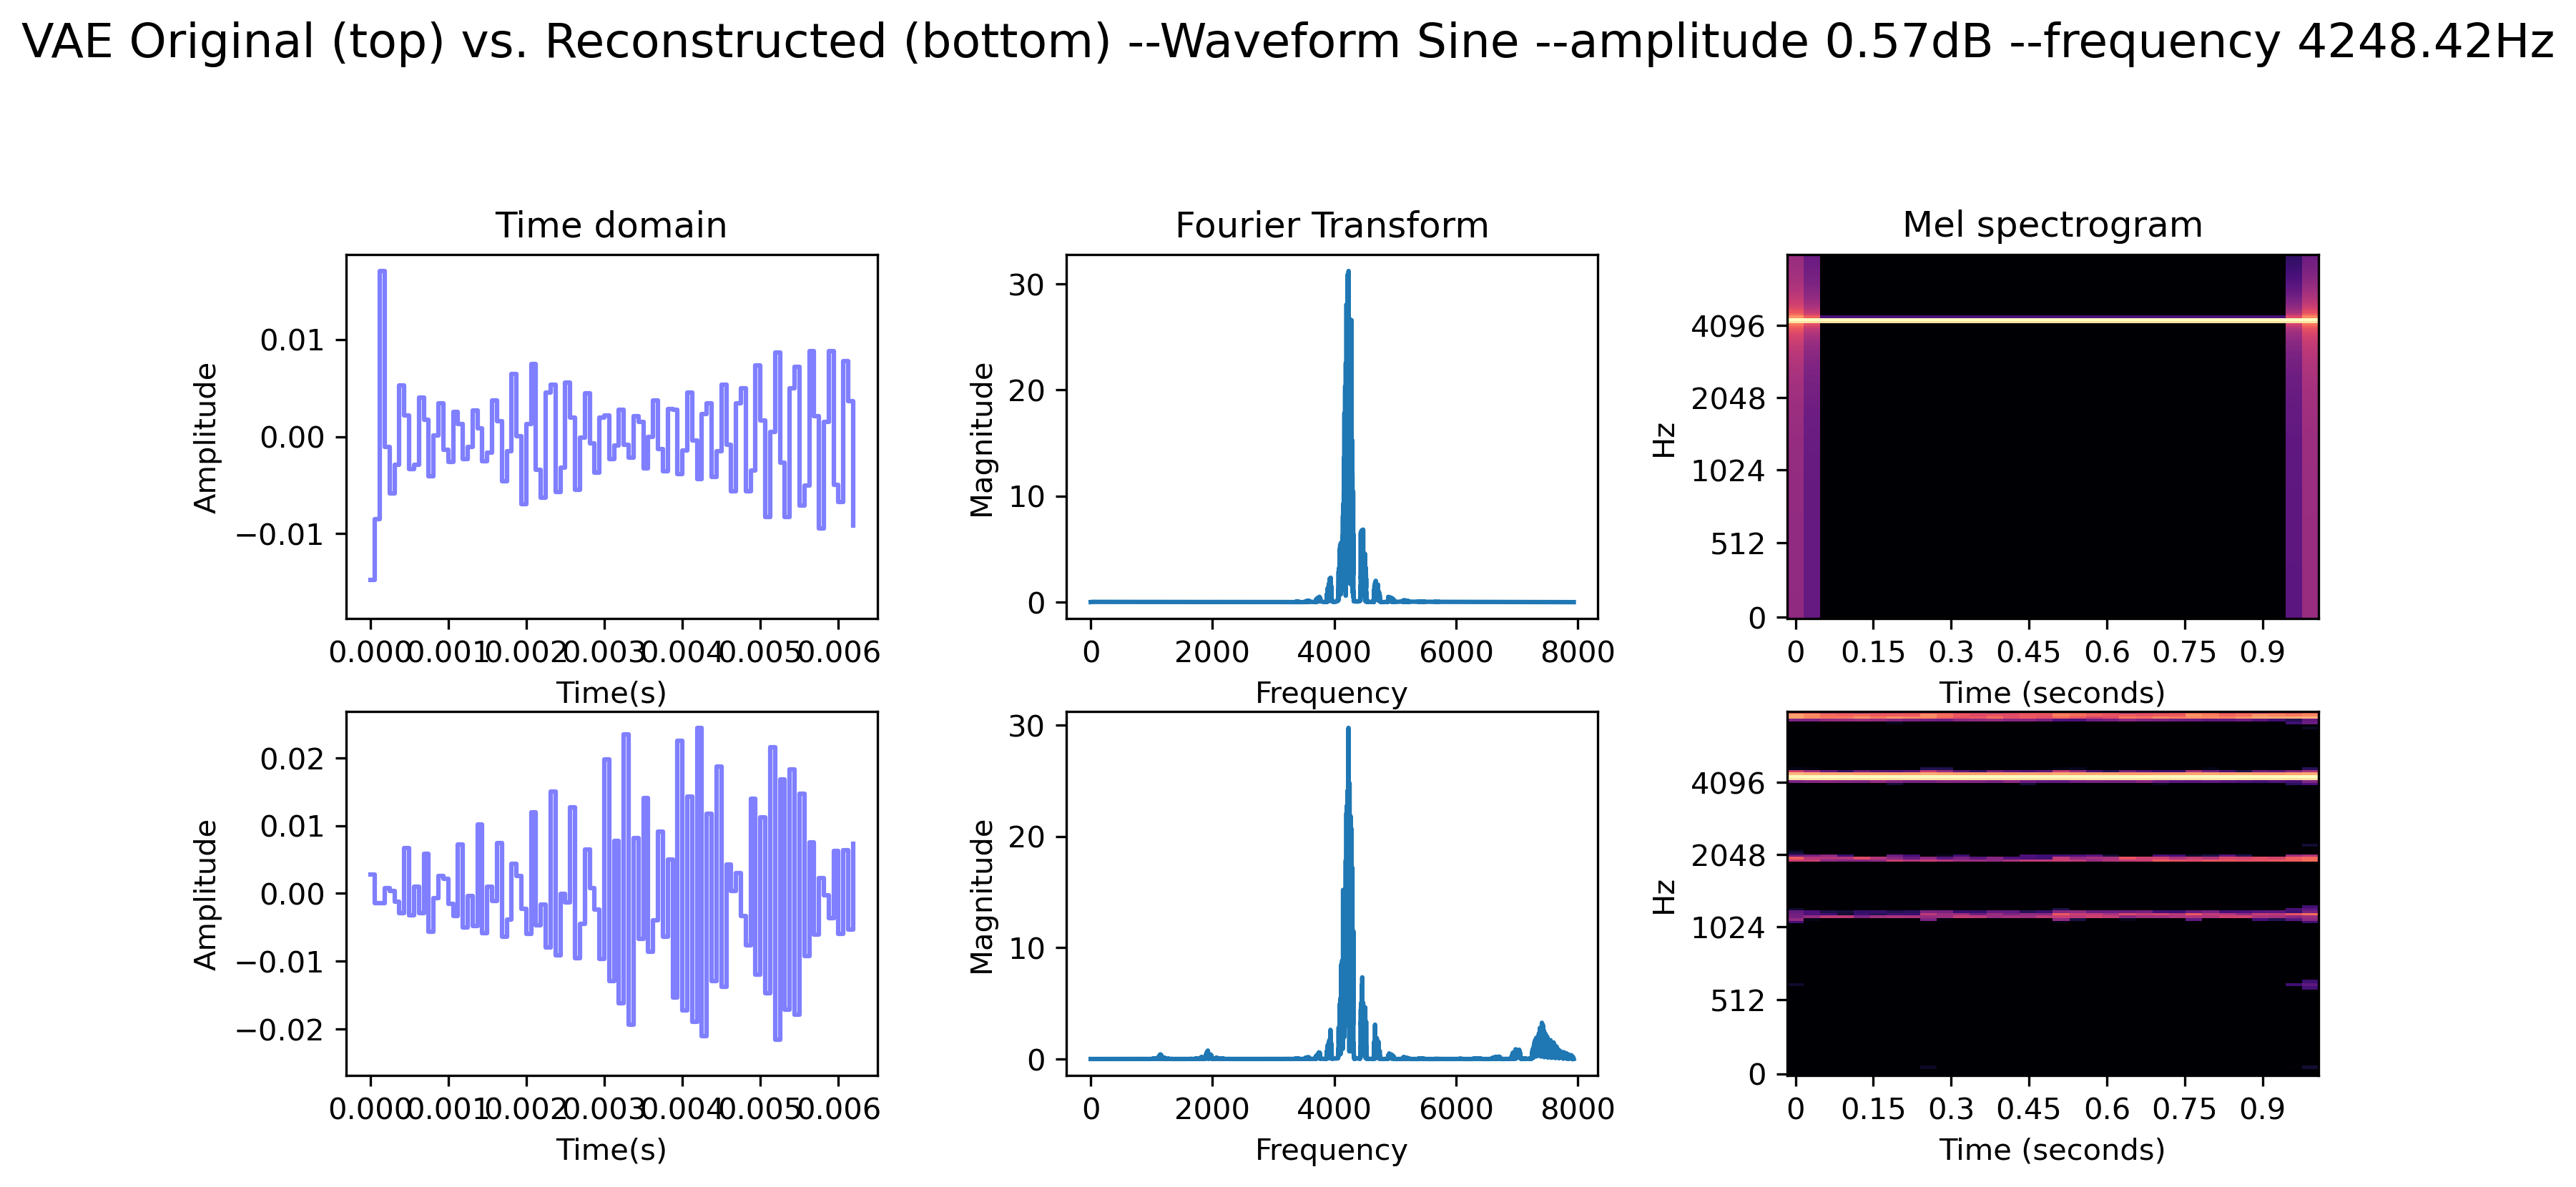 VAE Original (top) vs. Reconstructed (bottom) --Waveform Sine --amplitude 0.57dB --frequency 4248.42Hz
Time domain
Amplitude
0.01
0.00
−0.01
0.000 0.001 0.002 0.003 0.004 0.005 0.006
Time(s)
Fourier Transform
Magnitude
30
20
10
0
0 2000 4000 6000 8000
Frequency
Mel spectrogram
Hz
4096
2048
1024
512
0
0 0.15 0.3 0.45 0.6 0.75 0.9
Time (seconds)
Amplitude
0.02
0.01
0.00
−0.01
−0.02
0.000 0.001 0.002 0.003 0.004 0.005 0.006
Time(s)
Magnitude
30
20
10
0
0 2000 4000 6000 8000
Frequency
Hz
4096
2048
1024
512
0
0 0.15 0.3 0.45 0.6 0.75 0.9
Time (seconds)